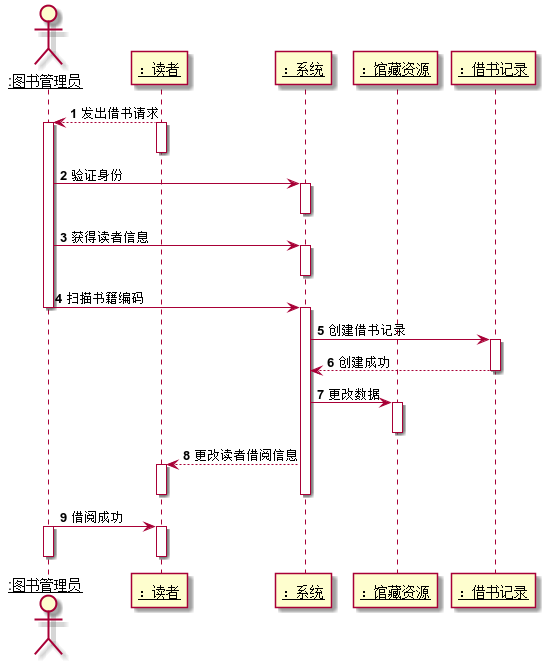 :图书管理员
: 读者
: 系统
: 馆藏资源
: 借书记录
1 发出借书请求
2 验证身份
3 获得读者信息
4 扫描书籍编码
5 创建借书记录
6 创建成功
7 更改数据
8 更改读者借阅信息
9 借阅成功
:图书管理员
: 读者
: 系统
: 馆藏资源
: 借书记录